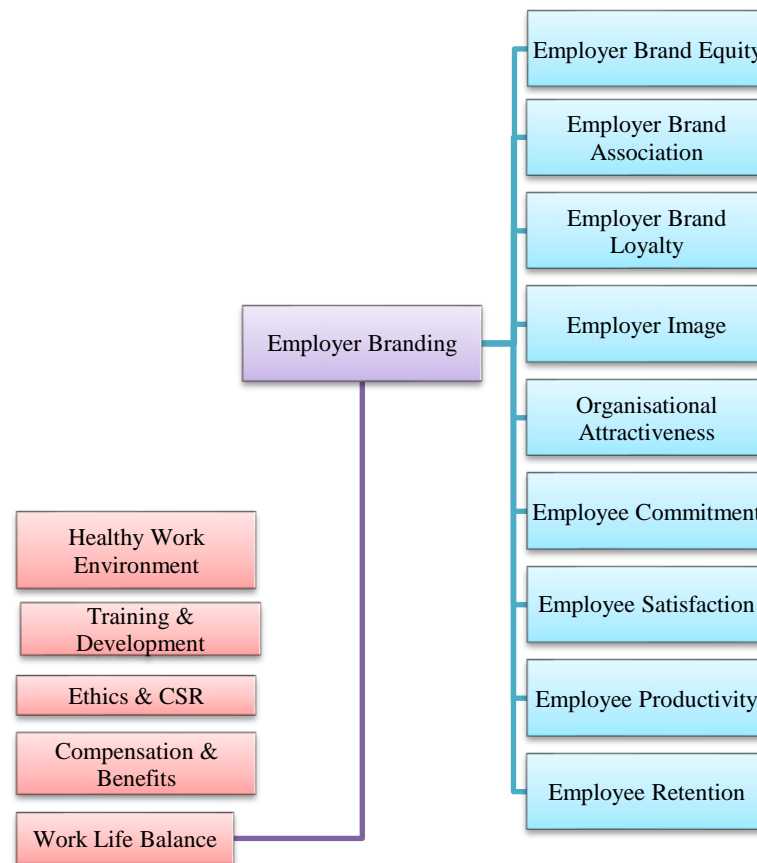 Employer Brand Equity
Employer Brand
Association
Employer Brand
Loyalty
Employer Branding
Employer Image
Organisational
Attractiveness
Employee Commitment
Employee Satisfaction
Employee Productivity
Employee Retention
Healthy Work
Environment
Training &
Development
Ethics & CSR
Compensation &
Benefits
Work Life Balance